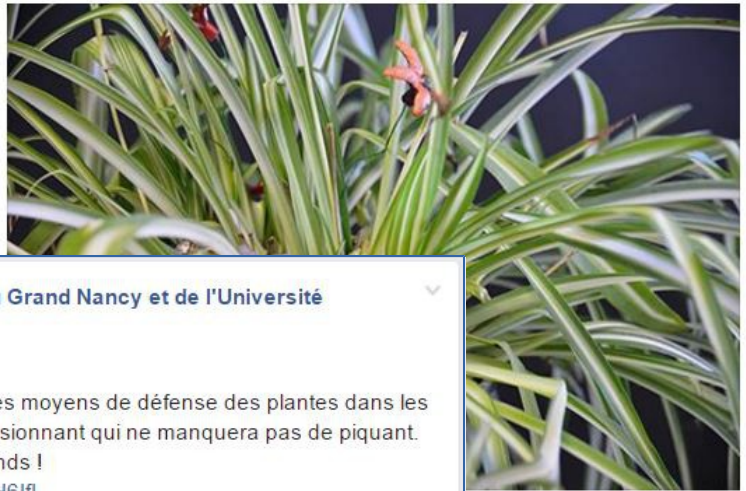 Grand Nancy et de l'Université
es moyens de défense des plantes dans les
sionnant qui ne manquera pas de piquant.
nds !